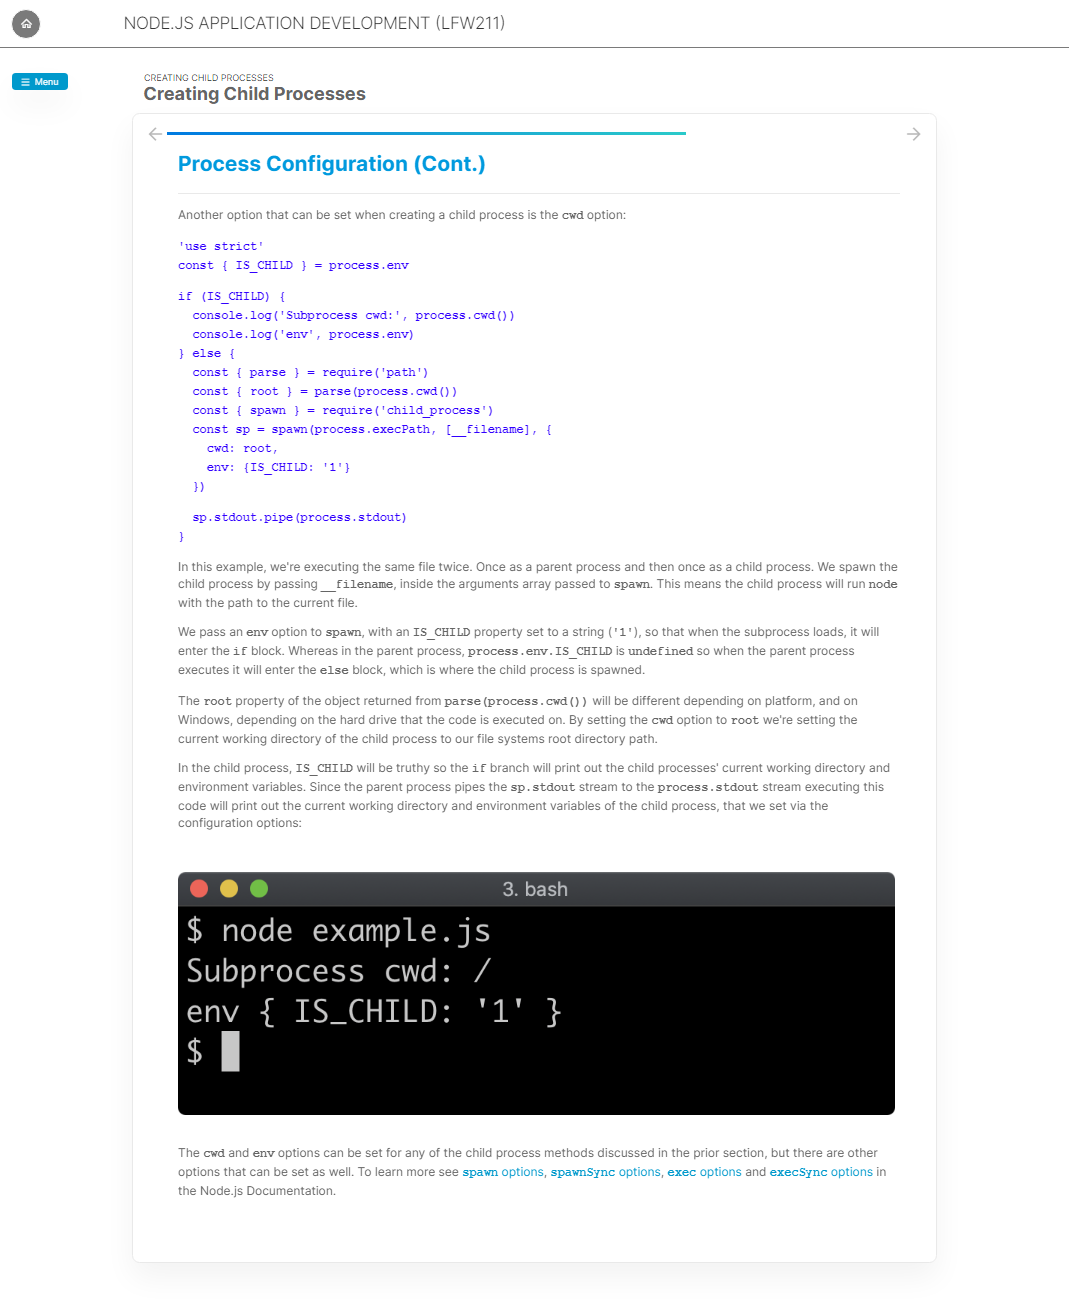 NODE.JS APPLICATION DEVELOPMENT (LFW211)
Menu
CREATING CHILD PROCESSES
Creating Child Processes
Process Configuration (Cont.)
Another option that can be set when creating a child process is the cwd option:
'use strict'
const { IS_CHILD } = process.env
if (IS_CHILD) {
  console.log('Subprocess cwd:', process.cwd())
  console.log('env', process.env)
} else {
  const { parse } = require('path')
  const { root } = parse(process.cwd())
  const { spawn } = require('child_process')
  const sp = spawn(process.execPath, [__filename], {
    cwd: root,
    env: {IS_CHILD: '1'}
  })
  sp.stdout.pipe(process.stdout)
}
In this example, we're executing the same file twice. Once as a parent process and then once as a child process. We spawn the
child process by passing __filename, inside the arguments array passed to spawn. This means the child process will run node
with the path to the current file.
We pass an env option to spawn, with an IS_CHILD property set to a string ('1'), so that when the subprocess loads, it will
enter the if block. Whereas in the parent process, process.env.IS_CHILD is undefined so when the parent process
executes it will enter the else block, which is where the child process is spawned.
The root property of the object returned from parse(process.cwd()) will be different depending on platform, and on
Windows, depending on the hard drive that the code is executed on. By setting the cwd option to root we're setting the
current working directory of the child process to our file systems root directory path.
In the child process, IS_CHILD will be truthy so the if branch will print out the child processes' current working directory and
environment variables. Since the parent process pipes the sp.stdout stream to the process.stdout stream executing this
code will print out the current working directory and environment variables of the child process, that we set via the
configuration options:
3. bash
$ node example.js
Subprocess cwd: /
env { IS_CHILD: '1' }
$
The cwd and env options can be set for any of the child process methods discussed in the prior section, but there are other
options that can be set as well. To learn more see spawn options, spawnSync options, exec options and execSync options in
the Node.js Documentation.